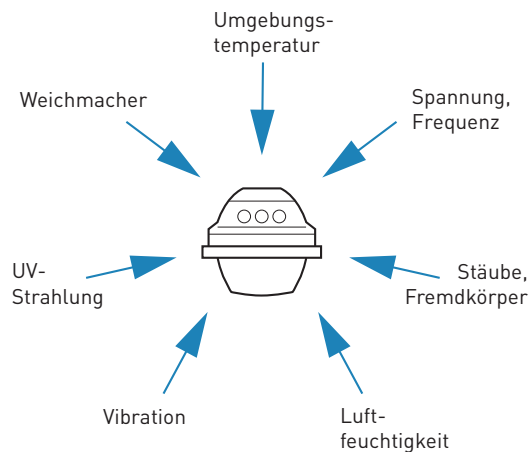 Umgebungs-
temperatur
Weichmacher
Spannung,
Frequenz
UV-
Strahlung
Stäube,
Fremdkörper
Vibration
Luft-
feuchtigkeit